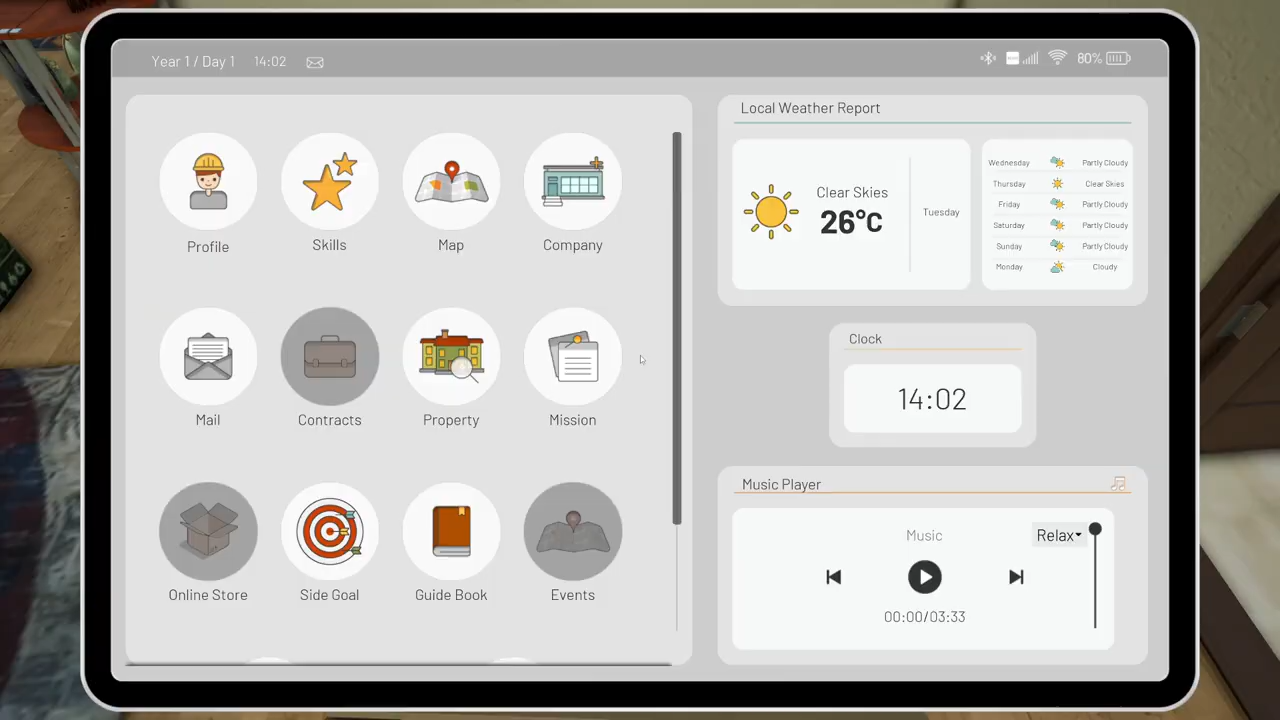 Year 1 / Day 1 14:02
80%
Profile
Skills
Map
Company
Mail
Contracts
Property
Mission
Online Store
Side Goal
Guide Book
Events
Local Weather Report
Clear Skies
26°C
Tuesday
Wednesday Partly Cloudy
Thursday Clear Skies
Friday Partly Cloudy
Saturday Partly Cloudy
Sunday Partly Cloudy
Monday Cloudy
Clock
14:02
Music Player
Music
Relax
00:00/03:33